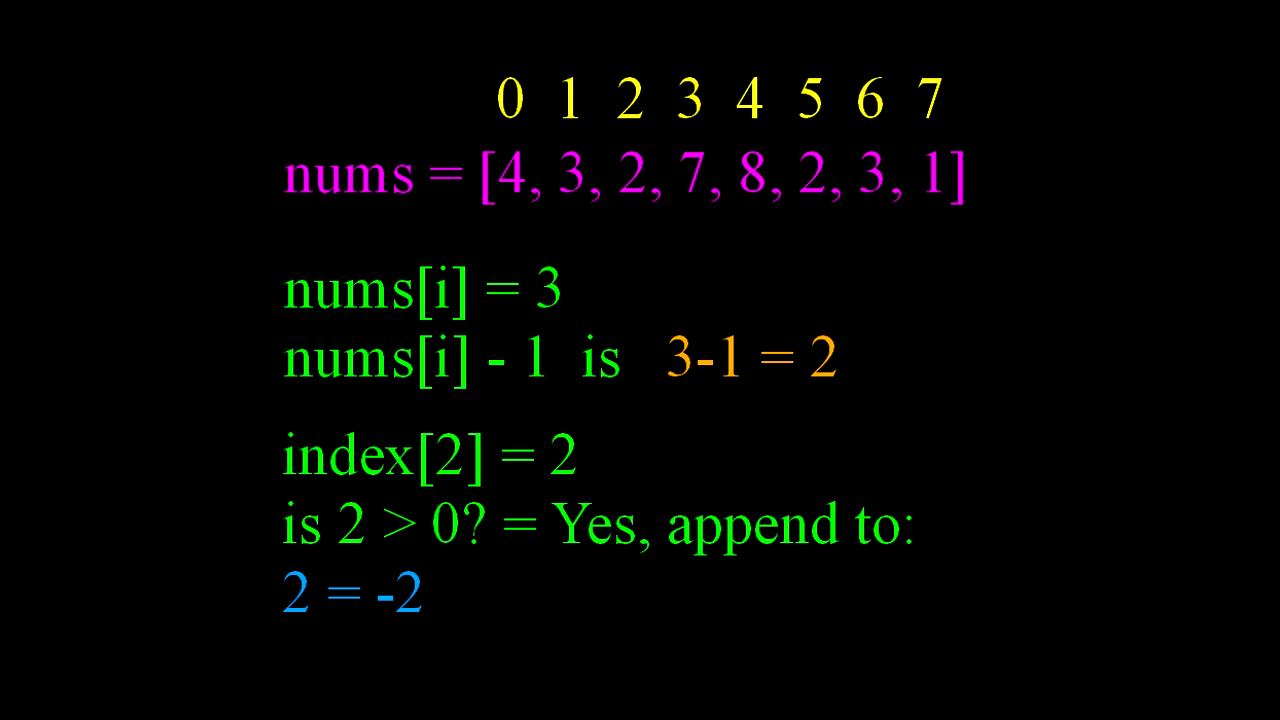 0 1 2 3 4 5 6 7
nums = [4, 3, 2, 7, 8, 2, 3, 1]
nums[i] = 3
nums[i] - 1 is 3-1 = 2
index[2] = 2
is 2 > 0? = Yes, append to:
2 = -2